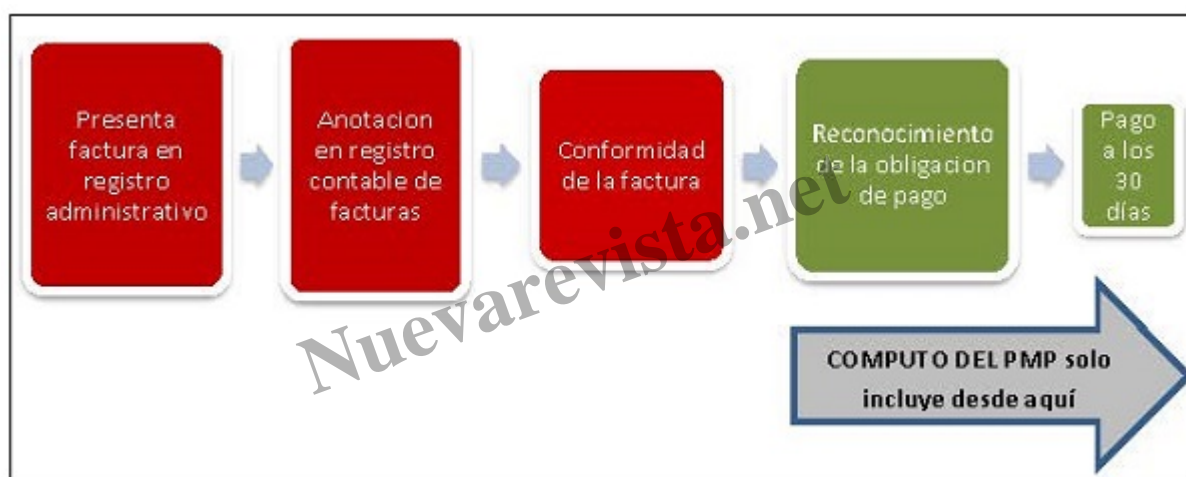 Presenta
factura en
registro
administrativo
Anotacion
en registro
contable de
facturas
Conformidad
de la factura
Reconocimiento
de la obligacion
de pago
Pago
a los
30
días
COMPUTO DEL PMP solo
incluye desde aquí
Nuevarevista.net